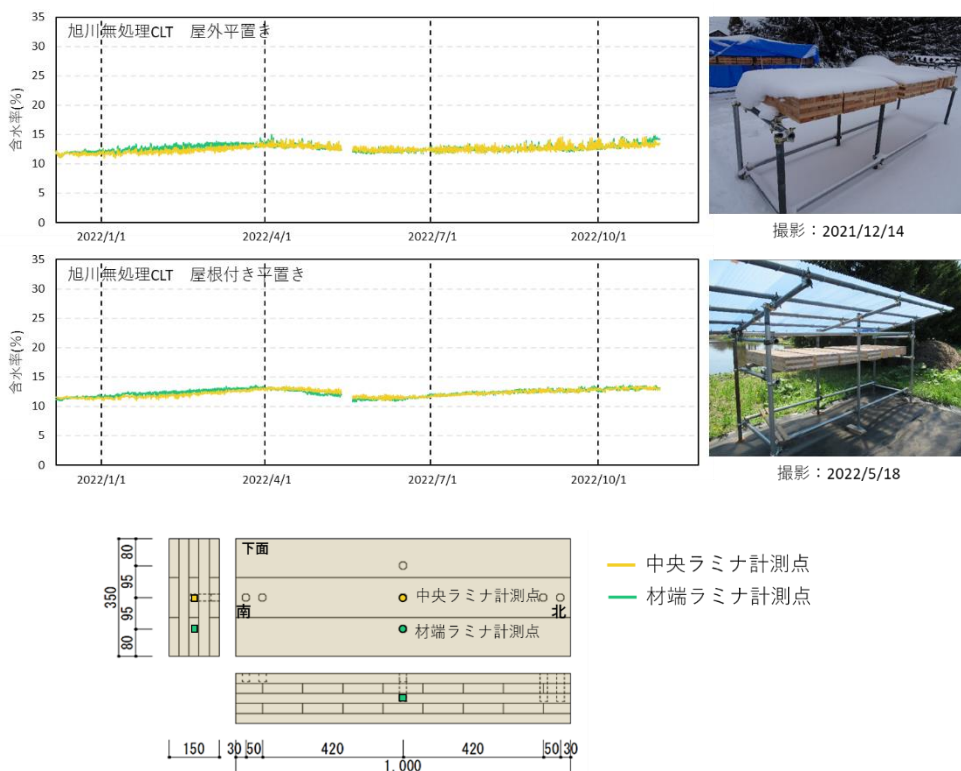 旭川無処理CLT　屋外平置き
含水率(%)
35
30
25
20
15
10
5
0
2022/1/1
2022/4/1
2022/7/1
2022/10/1
撮影：2021/12/14
旭川無処理CLT　屋根付き平置き
含水率(%)
35
30
25
20
15
10
5
0
2022/1/1
2022/4/1
2022/7/1
2022/10/1
撮影：2022/5/18
350
80
95
95
80
下面
南
北
中央ラミナ計測点
材端ラミナ計測点
中央ラミナ計測点
材端ラミナ計測点
150
30
50
420
420
50
30
1,000